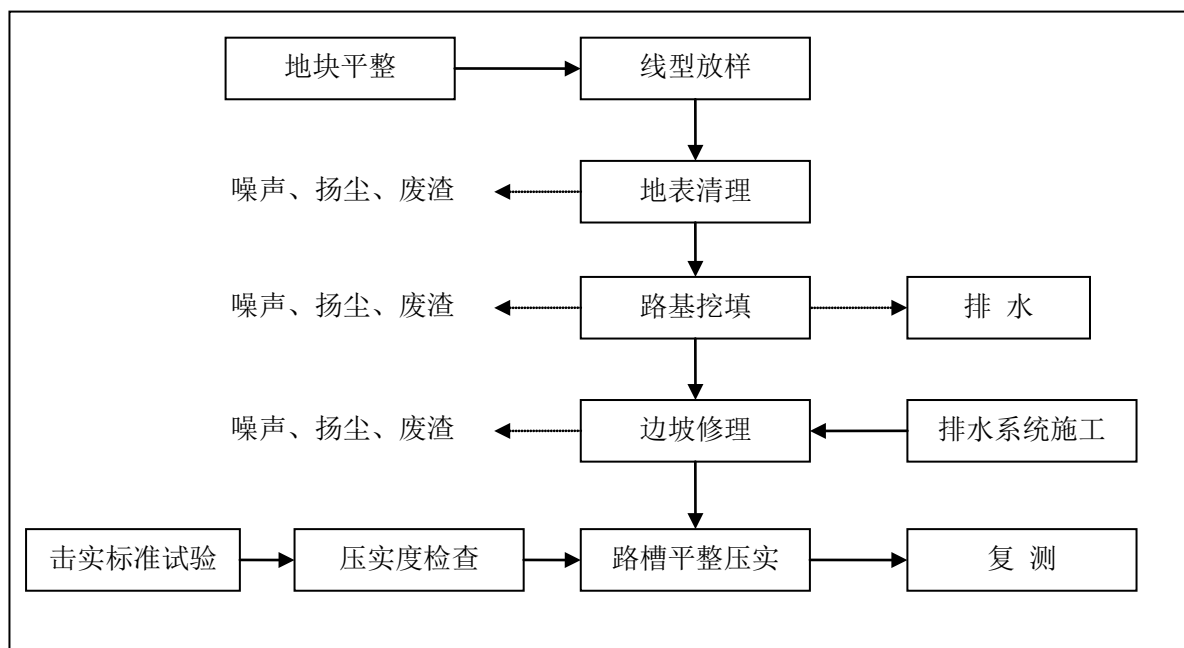 地块平整
线型放样
噪声、扬尘、废渣
地表清理
噪声、扬尘、废渣
路基挖填
排 水
噪声、扬尘、废渣
边坡修理
排水系统施工
击实标准试验
压实度检查
路槽平整压实
复 测